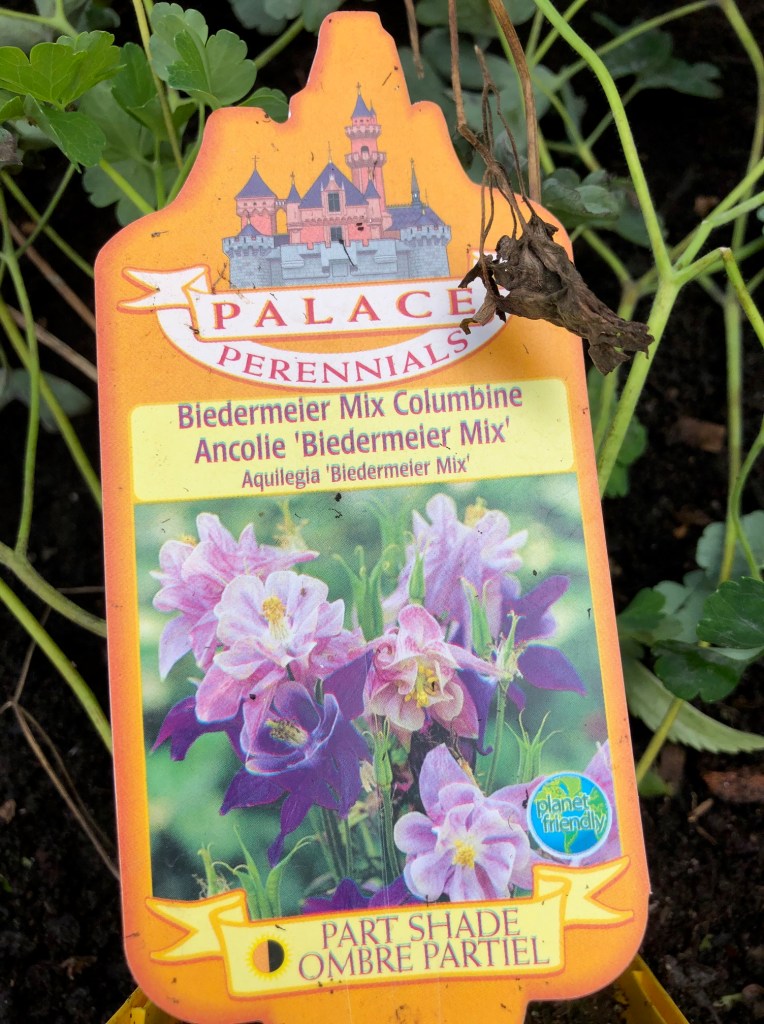 PALACE
PERENNIALS
Biedermeier Mix Columbine
Ancolie 'Biedermeier Mix'
Aquilegia 'Biedermeier Mix'
planet
friendly
PART SHADE
OMBRE PARTIEL